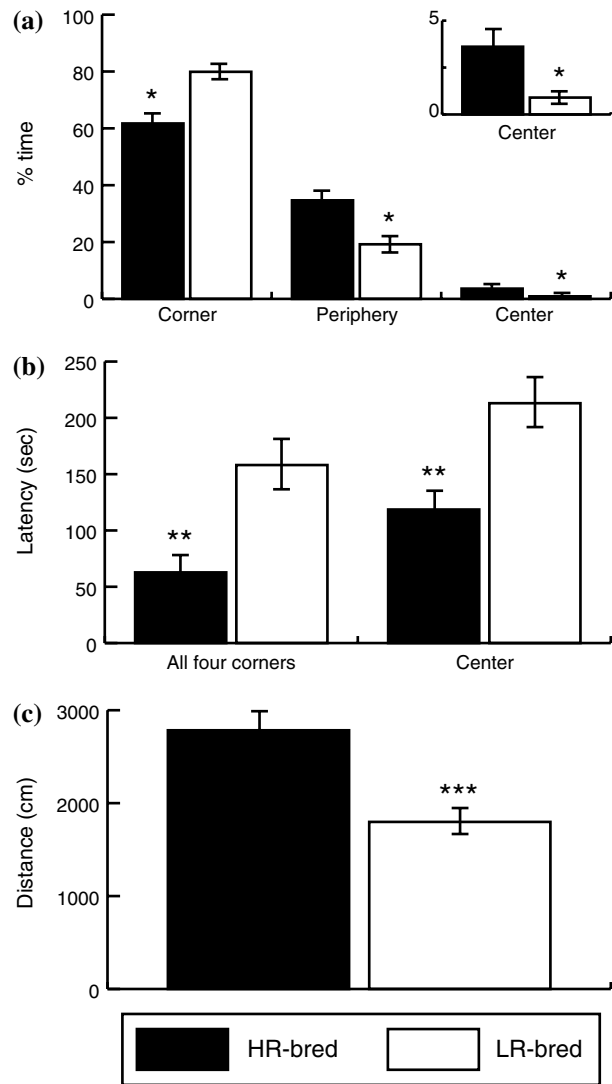 (a)
100
80
60
40
20
0
% time
*
*
*
Corner
Periphery
Center
5
0
*
Center
(b)
250
200
150
100
50
0
Latency (sec)
**
**
All four corners
Center
(c)
3000
2000
1000
0
Distance (cm)
***
HR-bred
LR-bred